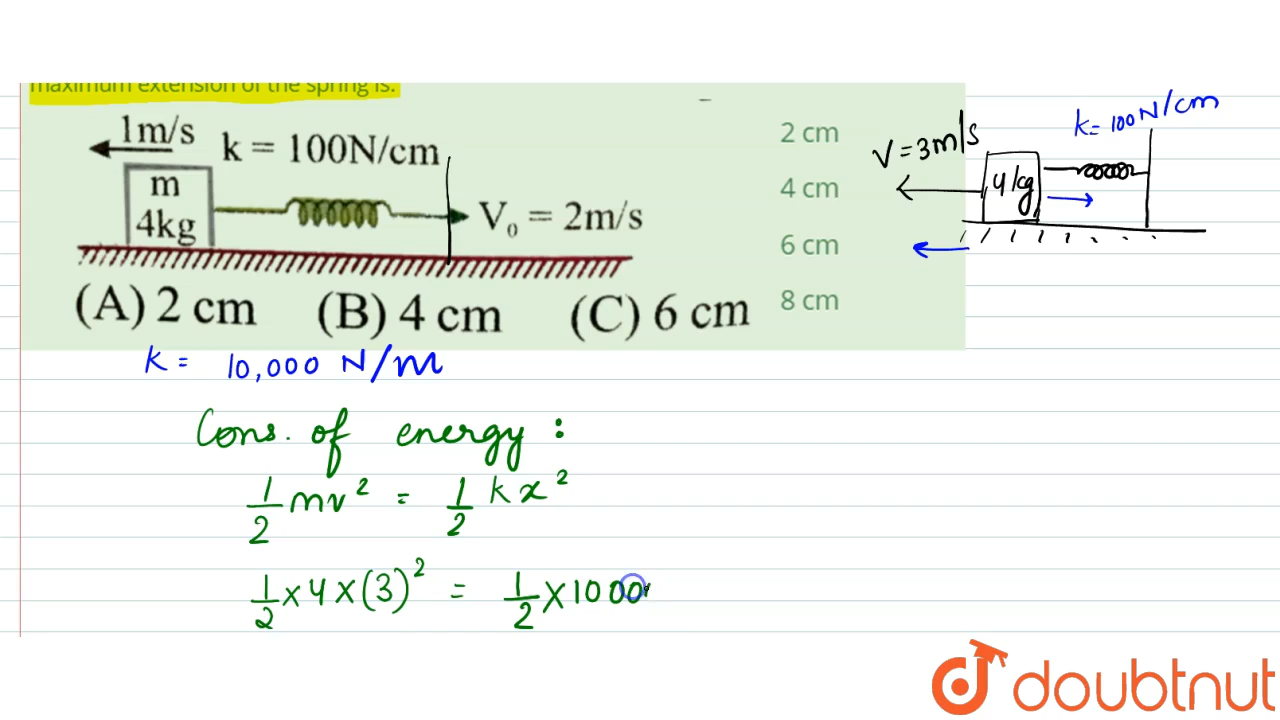 maximum extension of the spring is:
1m/s
k = 100N/cm
m
4kg
V₀ = 2m/s
(A) 2 cm (B) 4 cm (C) 6 cm
2 cm
4 cm
6 cm
8 cm
k= 100 N/cm
V = 3 m/s
4 kg
k = 10,000 N/m
Cons. of energy :
1/2 mv² = 1/2 k x²
1/2 × 4 × (3)² = 1/2 × 1000
doubtnut